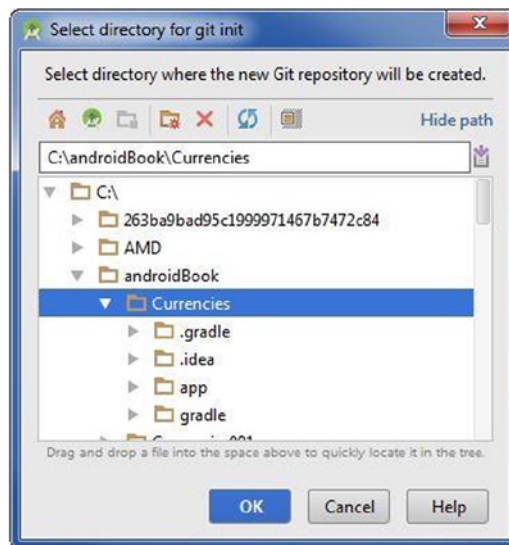 Select directory for git init
Select directory where the new Git repository will be created.
Hide path
C:\androidBook\Currencies
C:\
263ba9bad95c1999971467b7472c84
AMD
androidBook
Currencies
.gradle
.idea
app
gradle
Drag and drop a file into the space above to quickly locate it in the tree.
OK Cancel Help